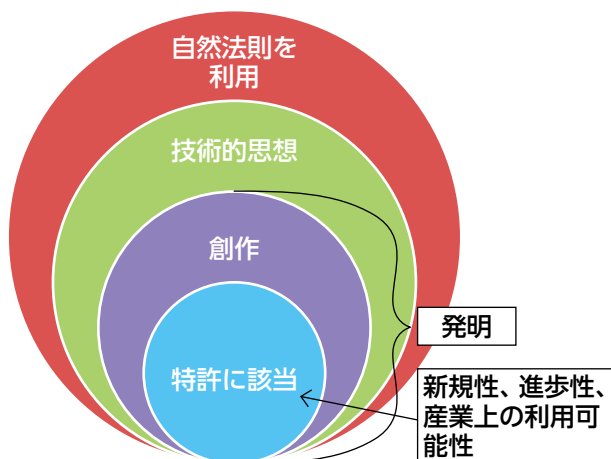 自然法則を
利用
技術的思想
創作
特許に該当
発明
新規性、進歩性、
産業上の利用可
能性